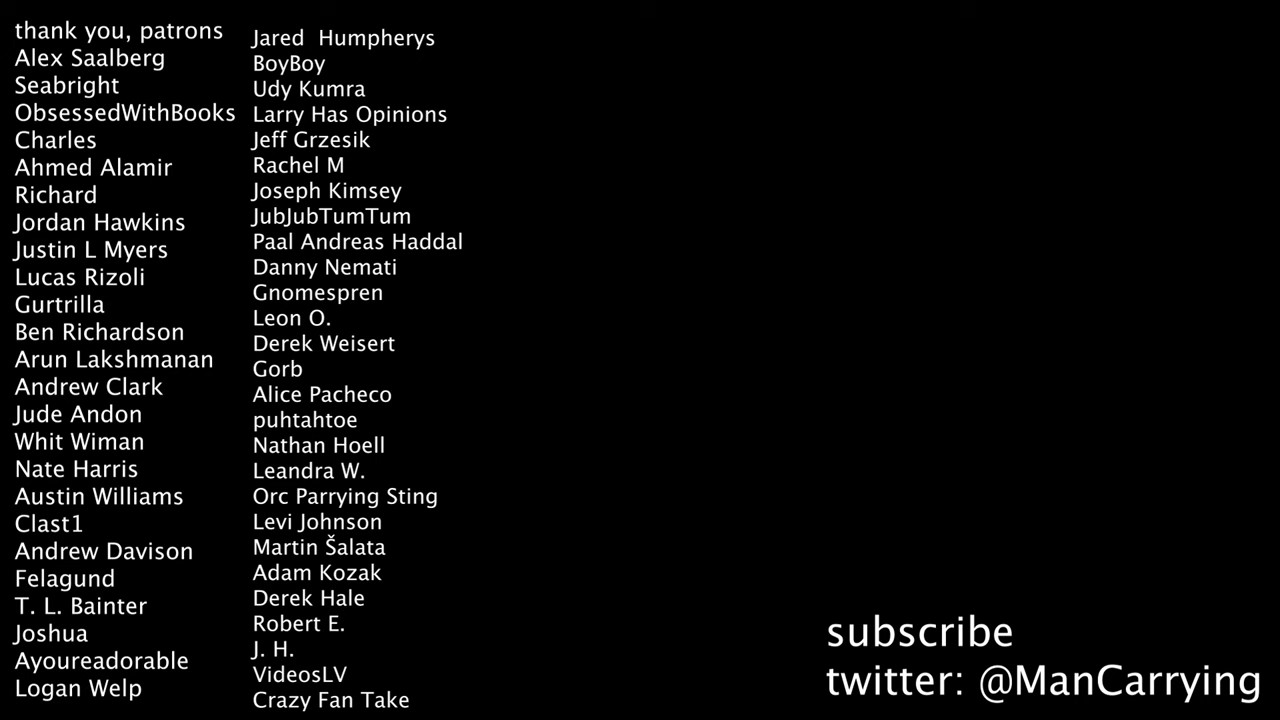 thank you, patrons
Alex Saalberg
Seabright
ObsessedWithBooks
Charles
Ahmed Alamir
Richard
Jordan Hawkins
Justin L Myers
Lucas Rizoli
Gurtrilla
Ben Richardson
Arun Lakshmanan
Andrew Clark
Jude Andon
Whit Wiman
Nate Harris
Austin Williams
Clast1
Andrew Davison
Felagund
T. L. Bainter
Joshua
Ayoureadorable
Logan Welp
Jared  Humpherys
BoyBoy
Udy Kumra
Larry Has Opinions
Jeff Grzesik
Rachel M
Joseph Kimsey
JubJubTumTum
Paal Andreas Haddal
Danny Nemati
Gnomespren
Leon O.
Derek Weisert
Gorb
Alice Pacheco
puhtahtoe
Nathan Hoell
Leandra W.
Orc Parrying Sting
Levi Johnson
Martin Šalata
Adam Kozak
Derek Hale
Robert E.
J. H.
VideosLV
Crazy Fan Take
subscribe
twitter: @ManCarrying